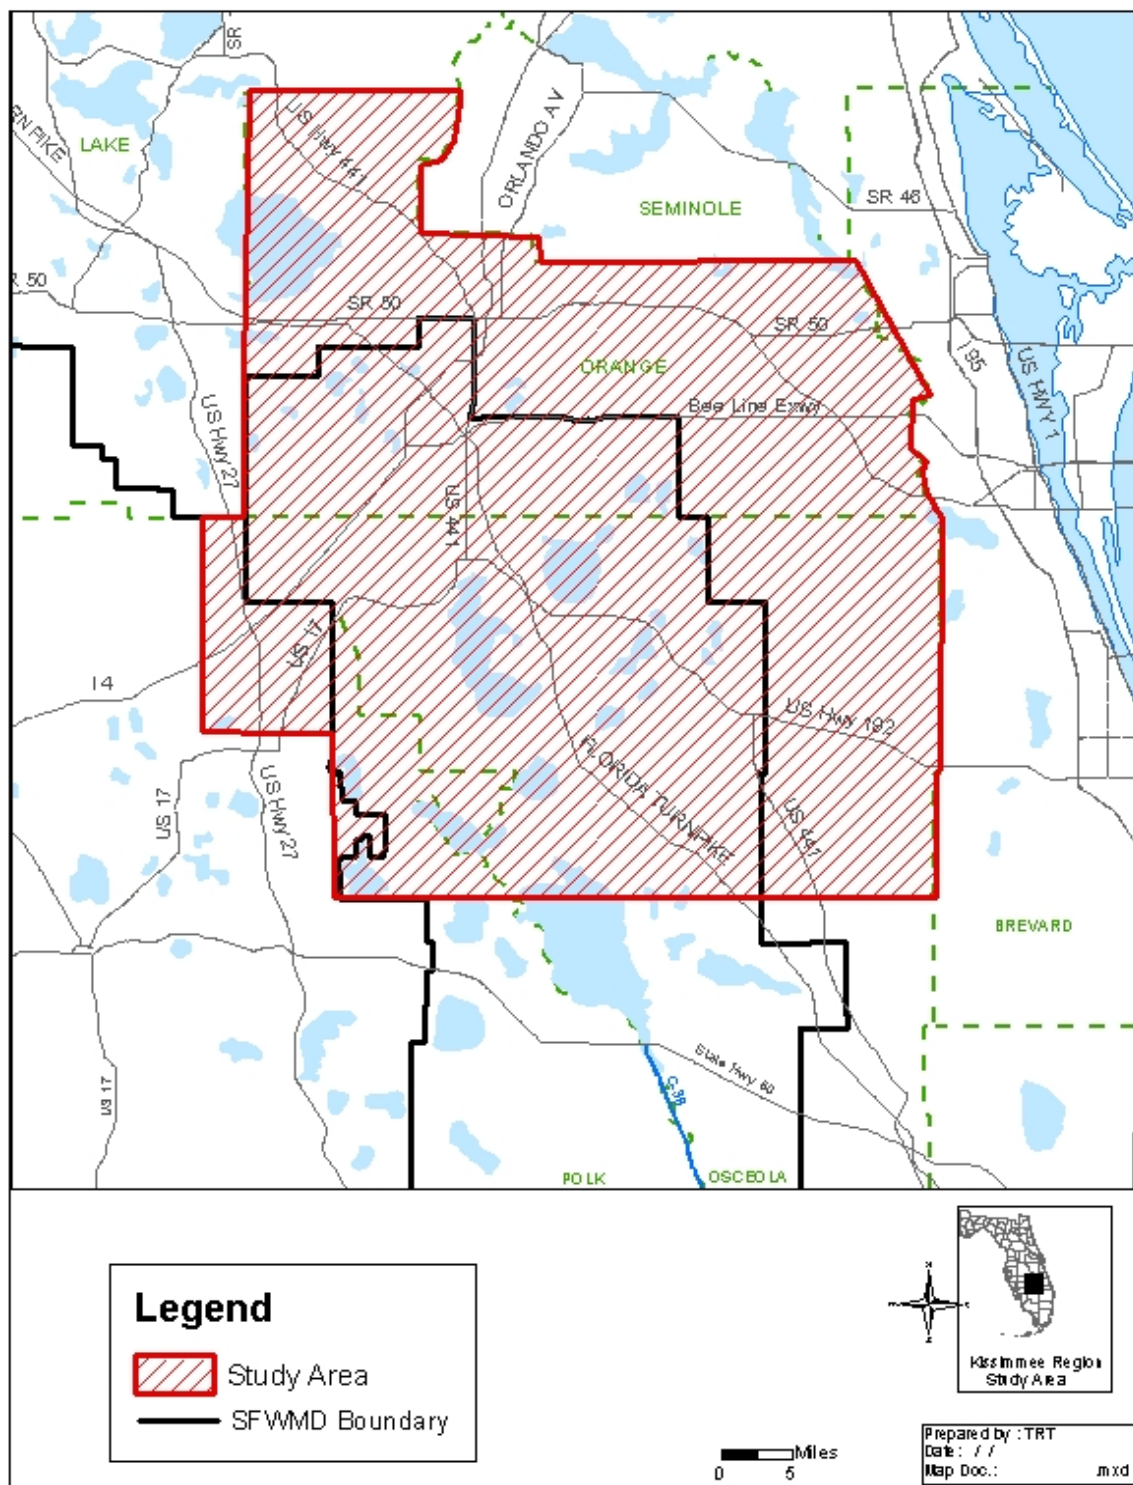 SR
RN PIKE
LAKE
US Hwy 441
ORLANDO AV
SEMINOLE
SR 46
R 50
SR 50
SR 50
ORANGE
I 95
US HWY 1
US Hwy 27
Bee Line Exwy
US 441
US 17
I 4
US Hwy 192
FLORIDA TURNPIKE
US 17
US Hwy 27
US 441
BREVARD
State Hwy 60
US 17
C-38
POLK
OSCEOLA
Legend
Study Area
SFWMD Boundary
N
Kissimmee Region
Study Area
Miles
0 5
Prepared by : TRT
Date: / /
Map Doc.: .mxd